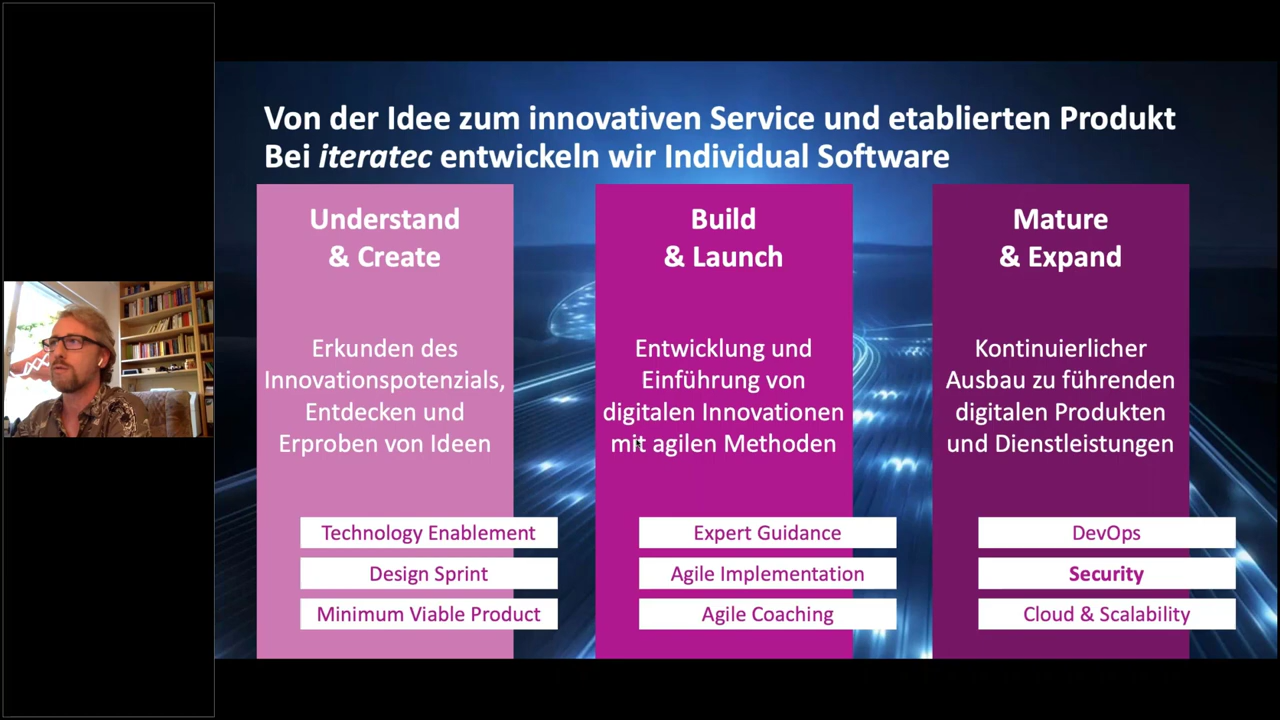 Von der Idee zum innovativen Service und etablierten Produkt
Bei iteratec entwickeln wir Individual Software
Understand
& Create
Erkunden des
Innovationspotenzials,
Entdecken und
Erproben von Ideen
Technology Enablement
Design Sprint
Minimum Viable Product
Build
& Launch
Entwicklung und
Einführung von
digitalen Innovationen
mit agilen Methoden
Expert Guidance
Agile Implementation
Agile Coaching
Mature
& Expand
Kontinuierlicher
Ausbau zu führenden
digitalen Produkten
und Dienstleistungen
DevOps
Security
Cloud & Scalability